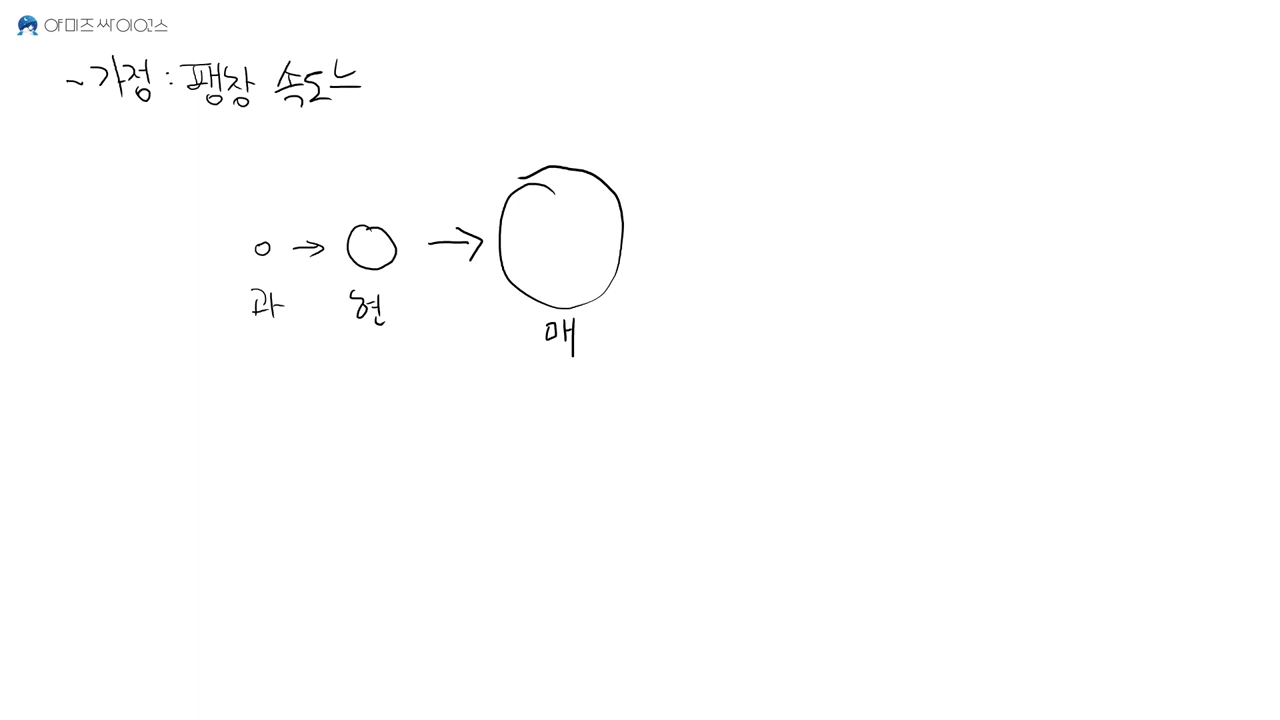 야미즈 싸이언스
~가정 : 팽창 속도느
과 현
매